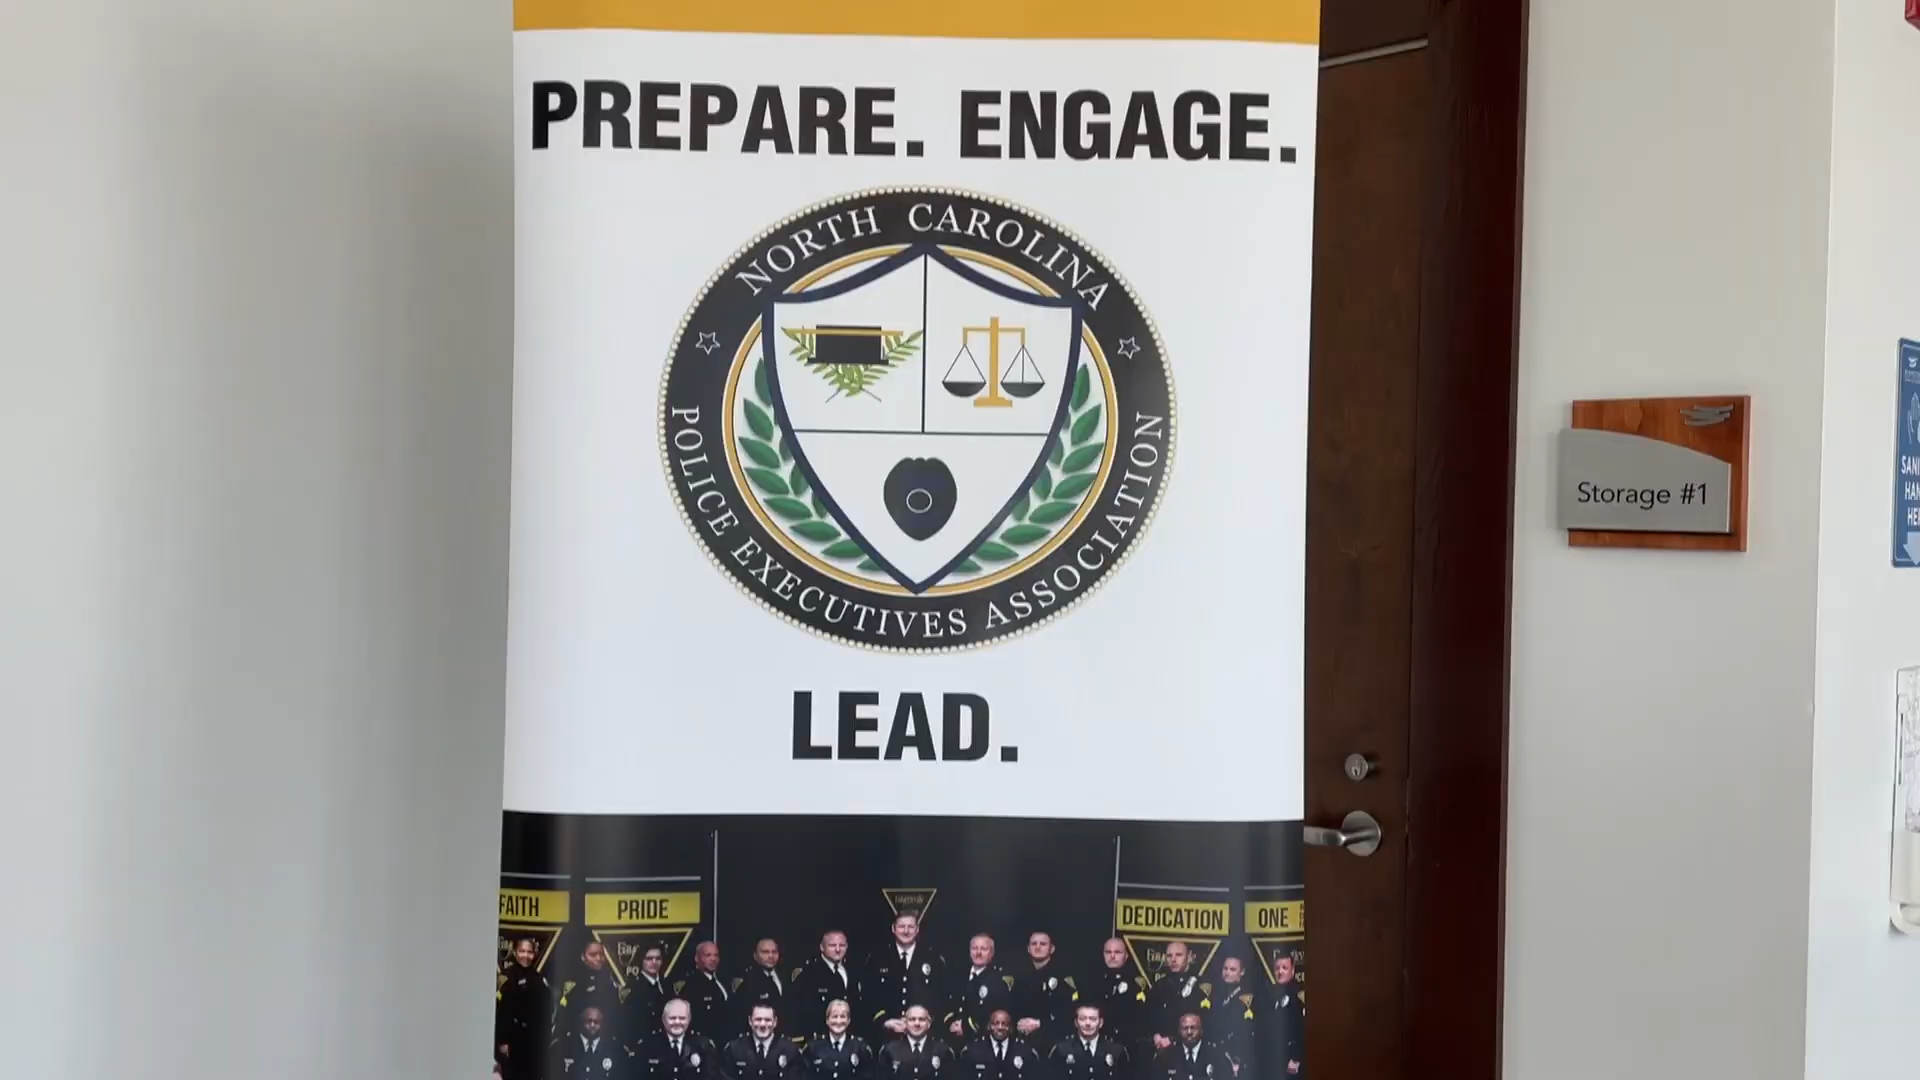 PREPARE. ENGAGE.
NORTH CAROLINA
POLICE EXECUTIVES ASSOCIATION
LEAD.
Storage #1
FAITH
PRIDE
DEDICATION
ONE